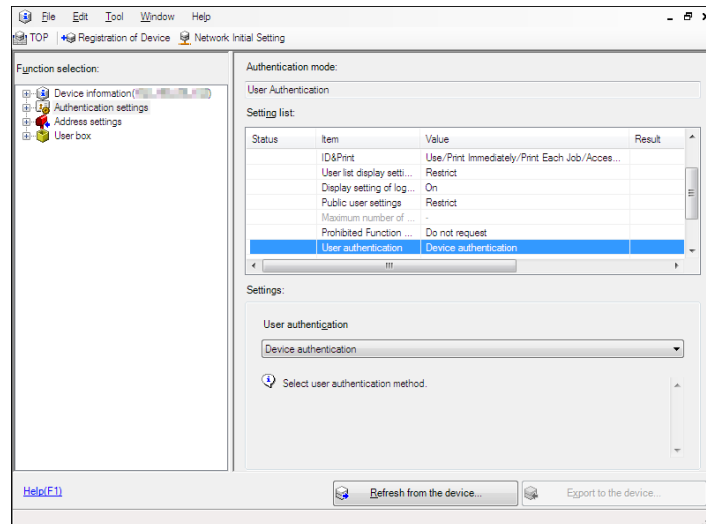 File Edit Tool Window Help
TOP Registration of Device Network Initial Setting
Function selection:
Device information(
Authentication settings
Address settings
User box
Authentication mode:
User Authentication
Setting list:
Status Item Value Result
ID&Print Use/Print Immediately/Print Each Job/Acces...
User list display setti... Restrict
Display setting of log... On
Public user settings Restrict
Maximum number of ... -
Prohibited Function ... Do not request
User authentication Device authentication
Settings:
User authentication
Device authentication
Select user authentication method.
Help(F1)
Refresh from the device...
Export to the device...